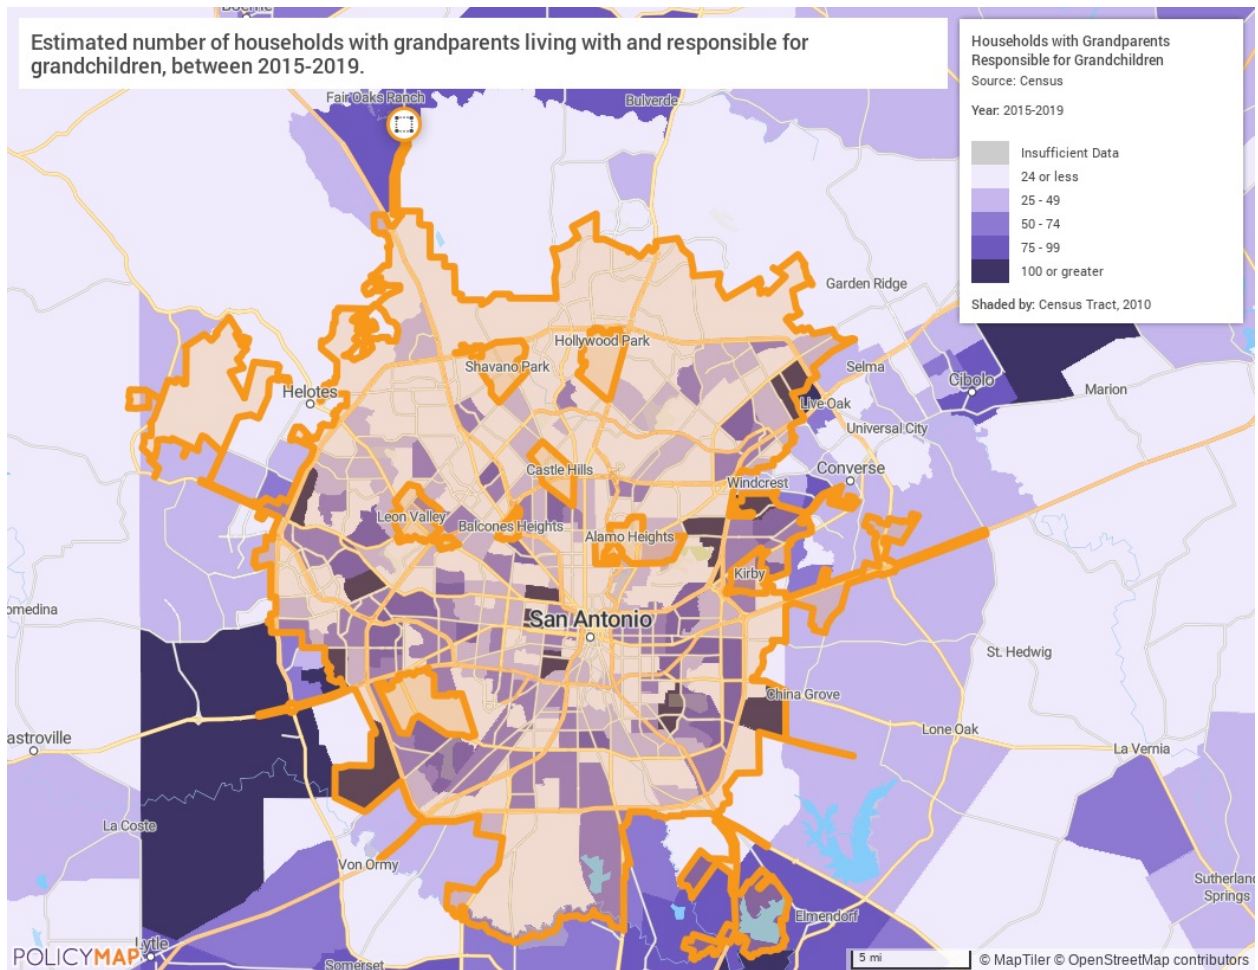 Boerne
Estimated number of households with grandparents living with and responsible for
grandchildren, between 2015-2019.
Households with Grandparents
Responsible for Grandchildren
Source: Census
Year: 2015-2019
Insufficient Data
24 or less
25 - 49
50 - 74
75 - 99
100 or greater
Shaded by: Census Tract, 2010
Fair Oaks Ranch
Bulverde
Garden Ridge
Hollywood Park
Shavano Park
Selma
Cibolo
Helotes
Marion
Live Oak
Universal City
Castle Hills
Converse
Windcrest
Leon Valley
Balcones Heights
Alamo Heights
Kirby
omedina
San Antonio
St. Hedwig
China Grove
astroville
Lone Oak
La Vernia
La Coste
Von Ormy
Sutherland
Springs
Elmendorf
Lytle
Somerset
POLICYMAP
5 mi
© MapTiler © OpenStreetMap contributors